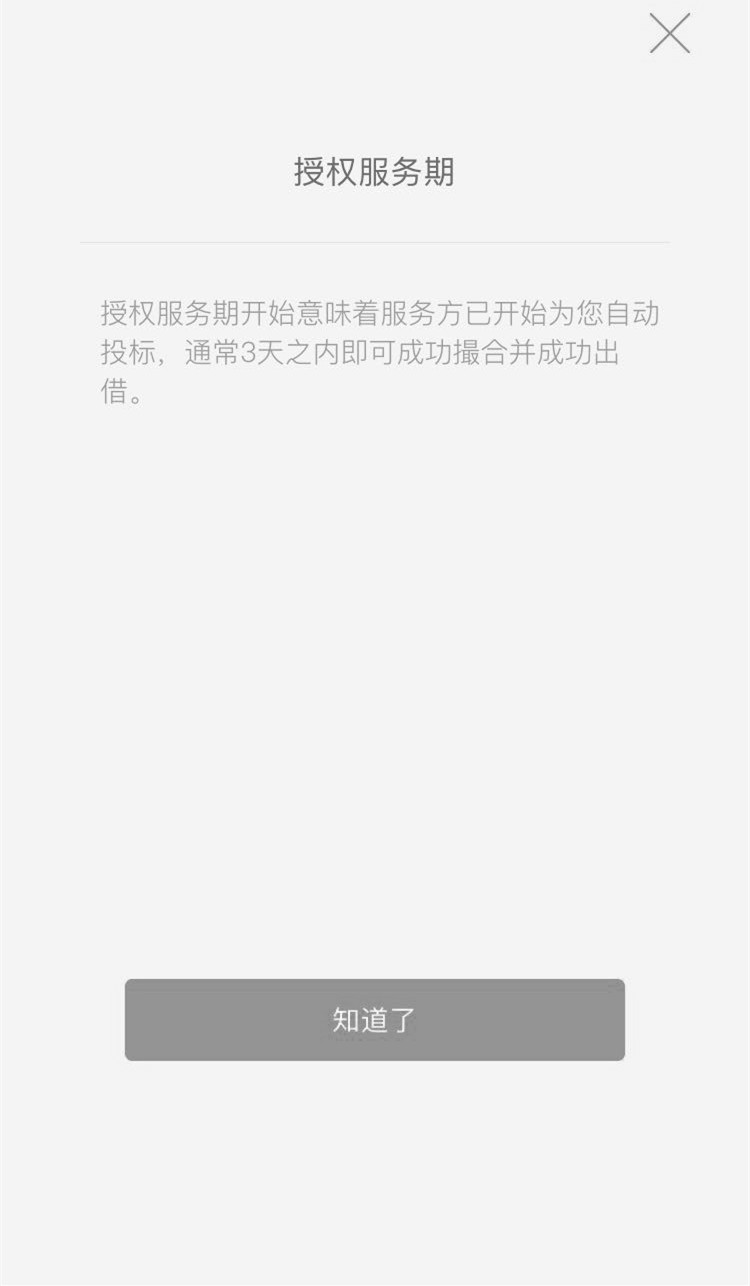 授权服务期
授权服务期开始意味着服务方已开始为您自动
投标，通常3天之内即可成功撮合并成功出
借。
知道了